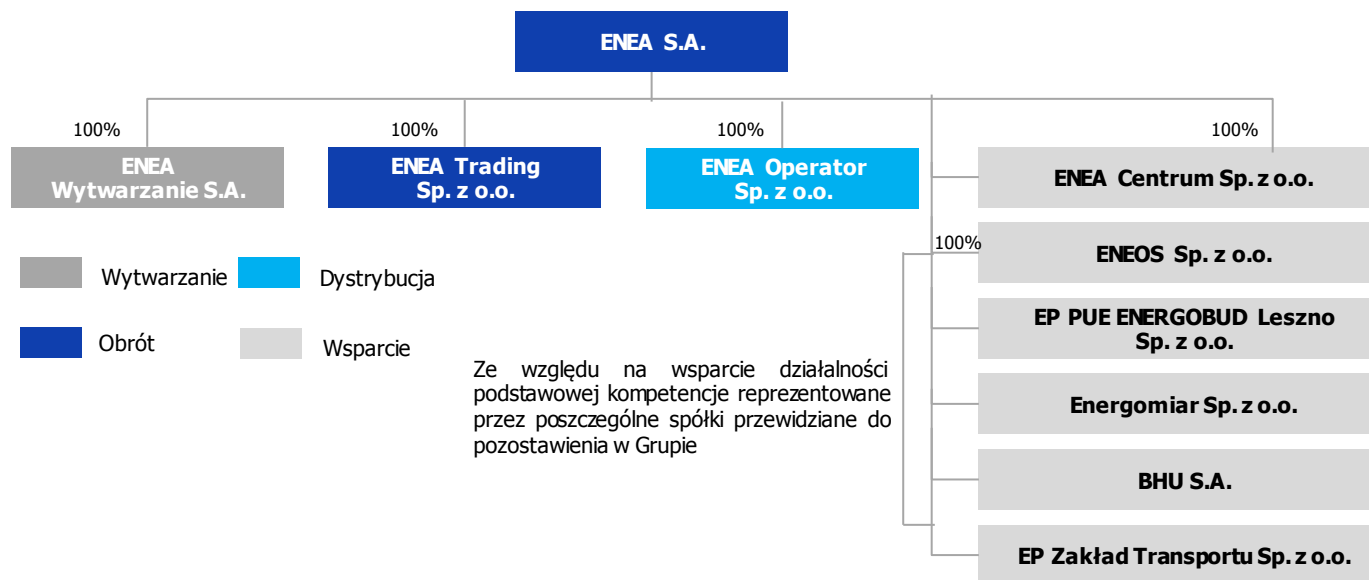 ENEA S.A.
100%
100%
100%
100%
ENEA
Wytwarzanie S.A.
ENEA Trading
Sp. z o.o.
ENEA Operator
Sp. z o.o.
ENEA Centrum Sp. z o.o.
100%
ENEOS Sp. z o.o.
EP PUE ENERGOBUD Leszno
Sp. z o.o.
Energomiar Sp. z o.o.
BHU S.A.
EP Zakład Transportu Sp. z o.o.
Wytwarzanie
Dystrybucja
Obrót
Wsparcie
Ze względu na wsparcie działalności
podstawowej kompetencje reprezentowane
przez poszczególne spółki przewidziane do
pozostawienia w Grupie